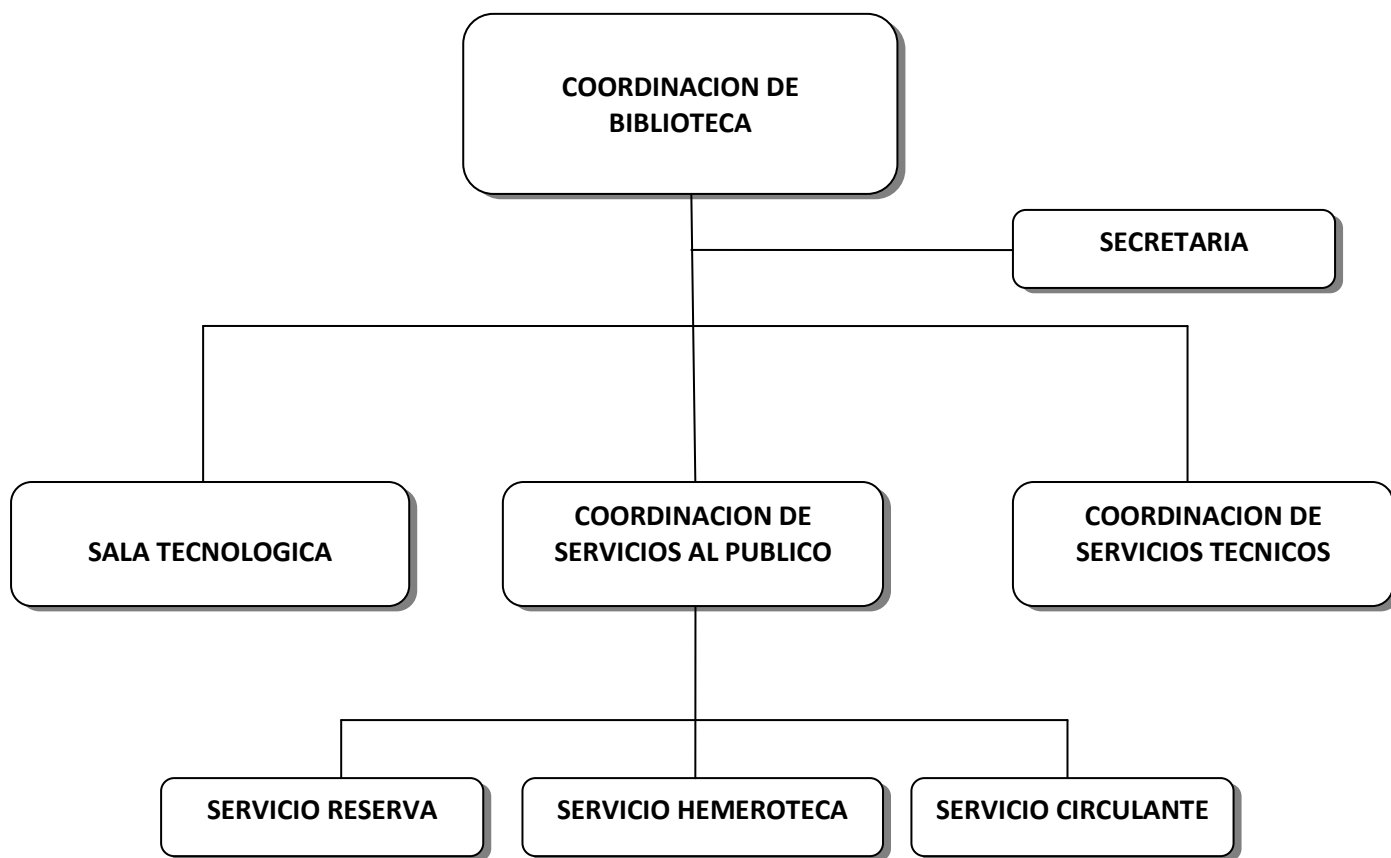 COORDINACION DE
BIBLIOTECA
SECRETARIA
SALA TECNOLOGICA
COORDINACION DE
SERVICIOS AL PUBLICO
COORDINACION DE
SERVICIOS TECNICOS
SERVICIO RESERVA
SERVICIO HEMEROTECA
SERVICIO CIRCULANTE